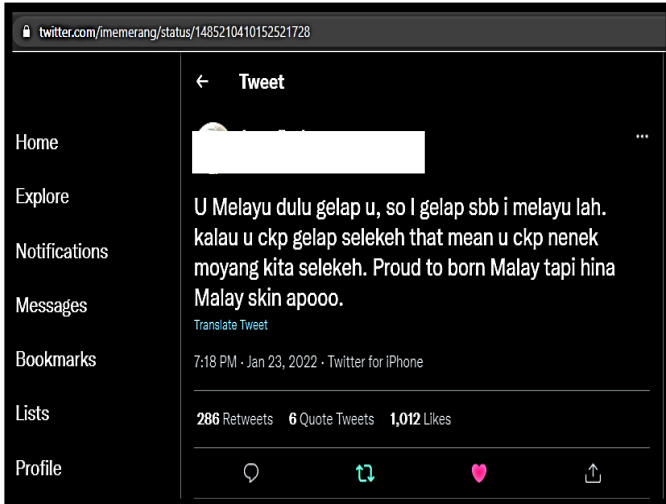 twitter.com/imemerang/status/1485210410152521728
Tweet
Home
Explore
Notifications
Messages
Bookmarks
Lists
Profile
U Melayu dulu gelap u, so I gelap sbb i melayu lah.
kalau u ckp gelap selekeh that mean u ckp nenek
moyang kita selekeh. Proud to born Malay tapi hina
Malay skin apooo.
Translate Tweet
7:18 PM · Jan 23, 2022 · Twitter for iPhone
286 Retweets 6 Quote Tweets 1,012 Likes